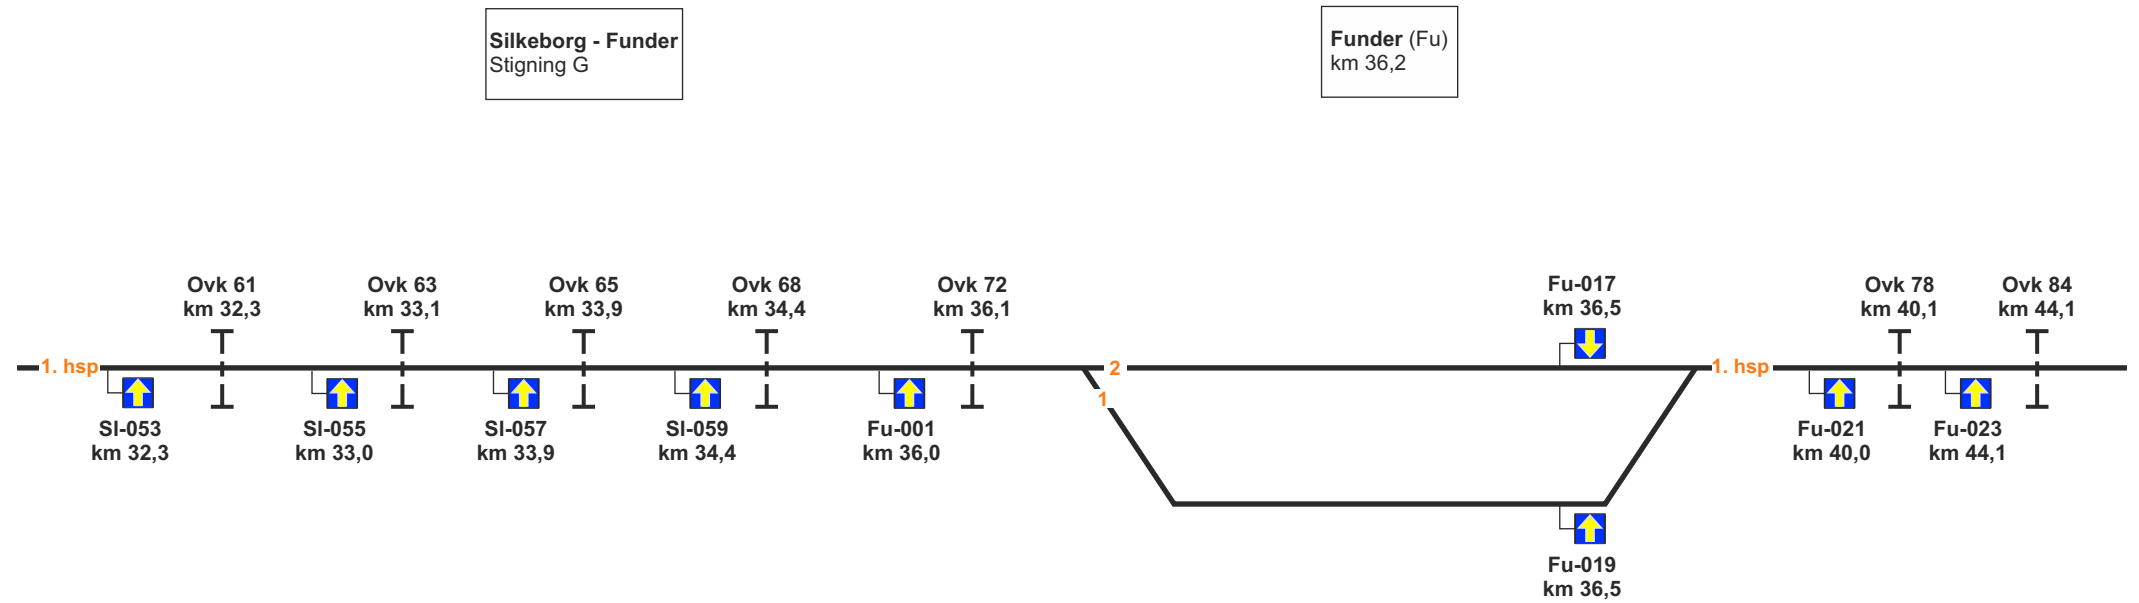 Silkeborg - Funder
Stigning G
Funder (Fu)
km 36,2
Ovk 61
km 32,3
Ovk 63
km 33,1
Ovk 65
km 33,9
Ovk 68
km 34,4
Ovk 72
km 36,1
Fu-017
km 36,5
Ovk 78
km 40,1
Ovk 84
km 44,1
1. hsp
2
1. hsp
1
SI-053
km 32,3
SI-055
km 33,0
SI-057
km 33,9
SI-059
km 34,4
Fu-001
km 36,0
Fu-021
km 40,0
Fu-023
km 44,1
Fu-019
km 36,5